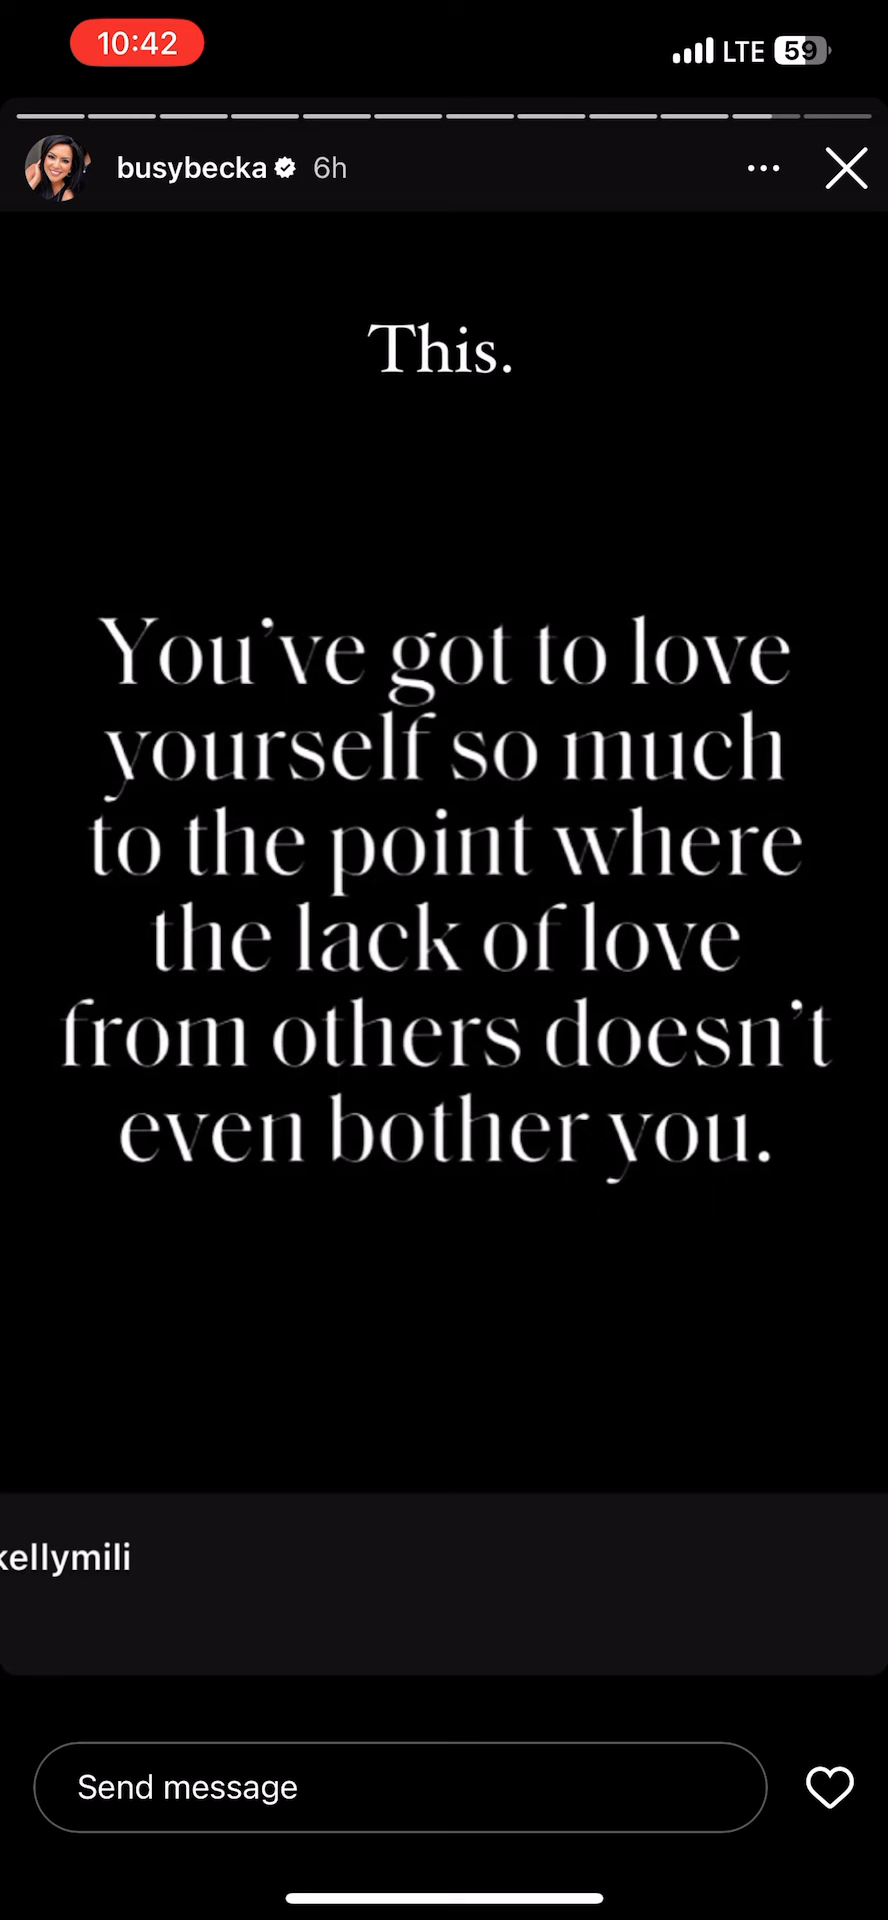 10:42
LTE 59
busybecka 6h
This.
You've got to love
yourself so much
to the point where
the lack of love
from others doesn't
even bother you.
kellymili
Send message